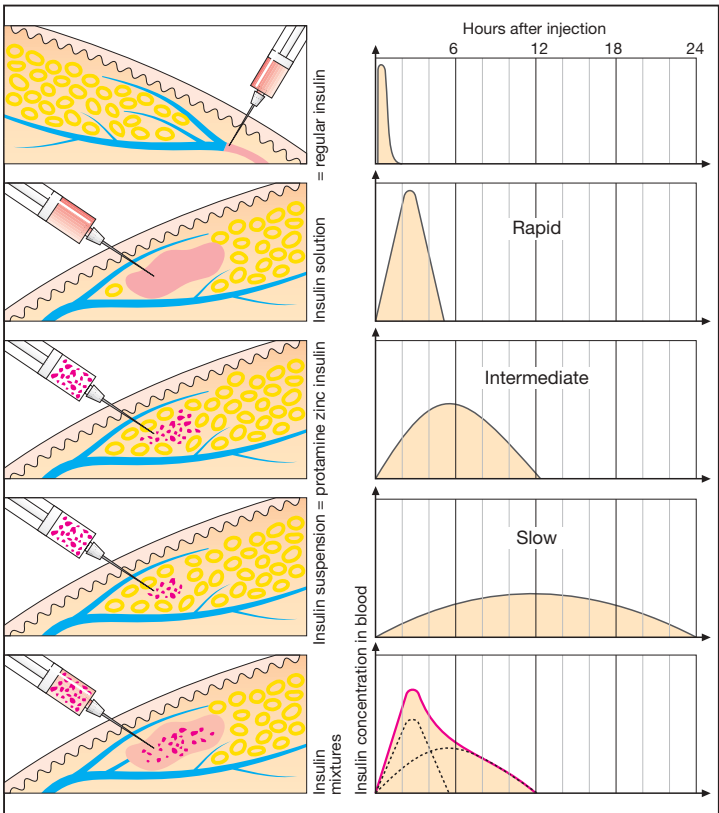 Hours after injection
6 12 18 24
= regular insulin
Insulin solution
Rapid
= protamine zinc insulin
Intermediate
Insulin suspension
Slow
Insulin concentration in blood
Insulin
mixtures